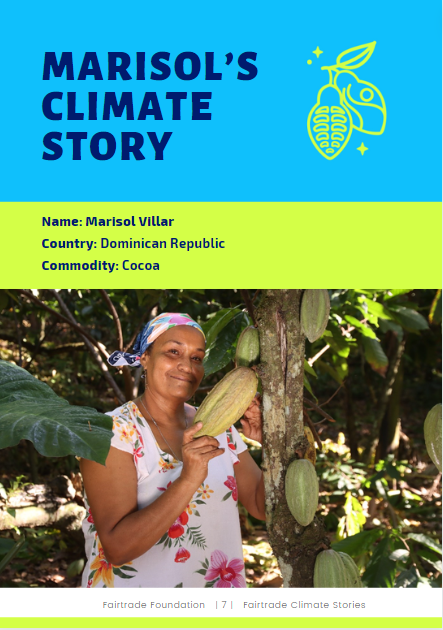 MARISOL’S
CLIMATE
STORY
Name: Marisol Villar
Country: Dominican Republic
Commodity: Cocoa
Fairtrade Foundation | 7 | Fairtrade Climate Stories